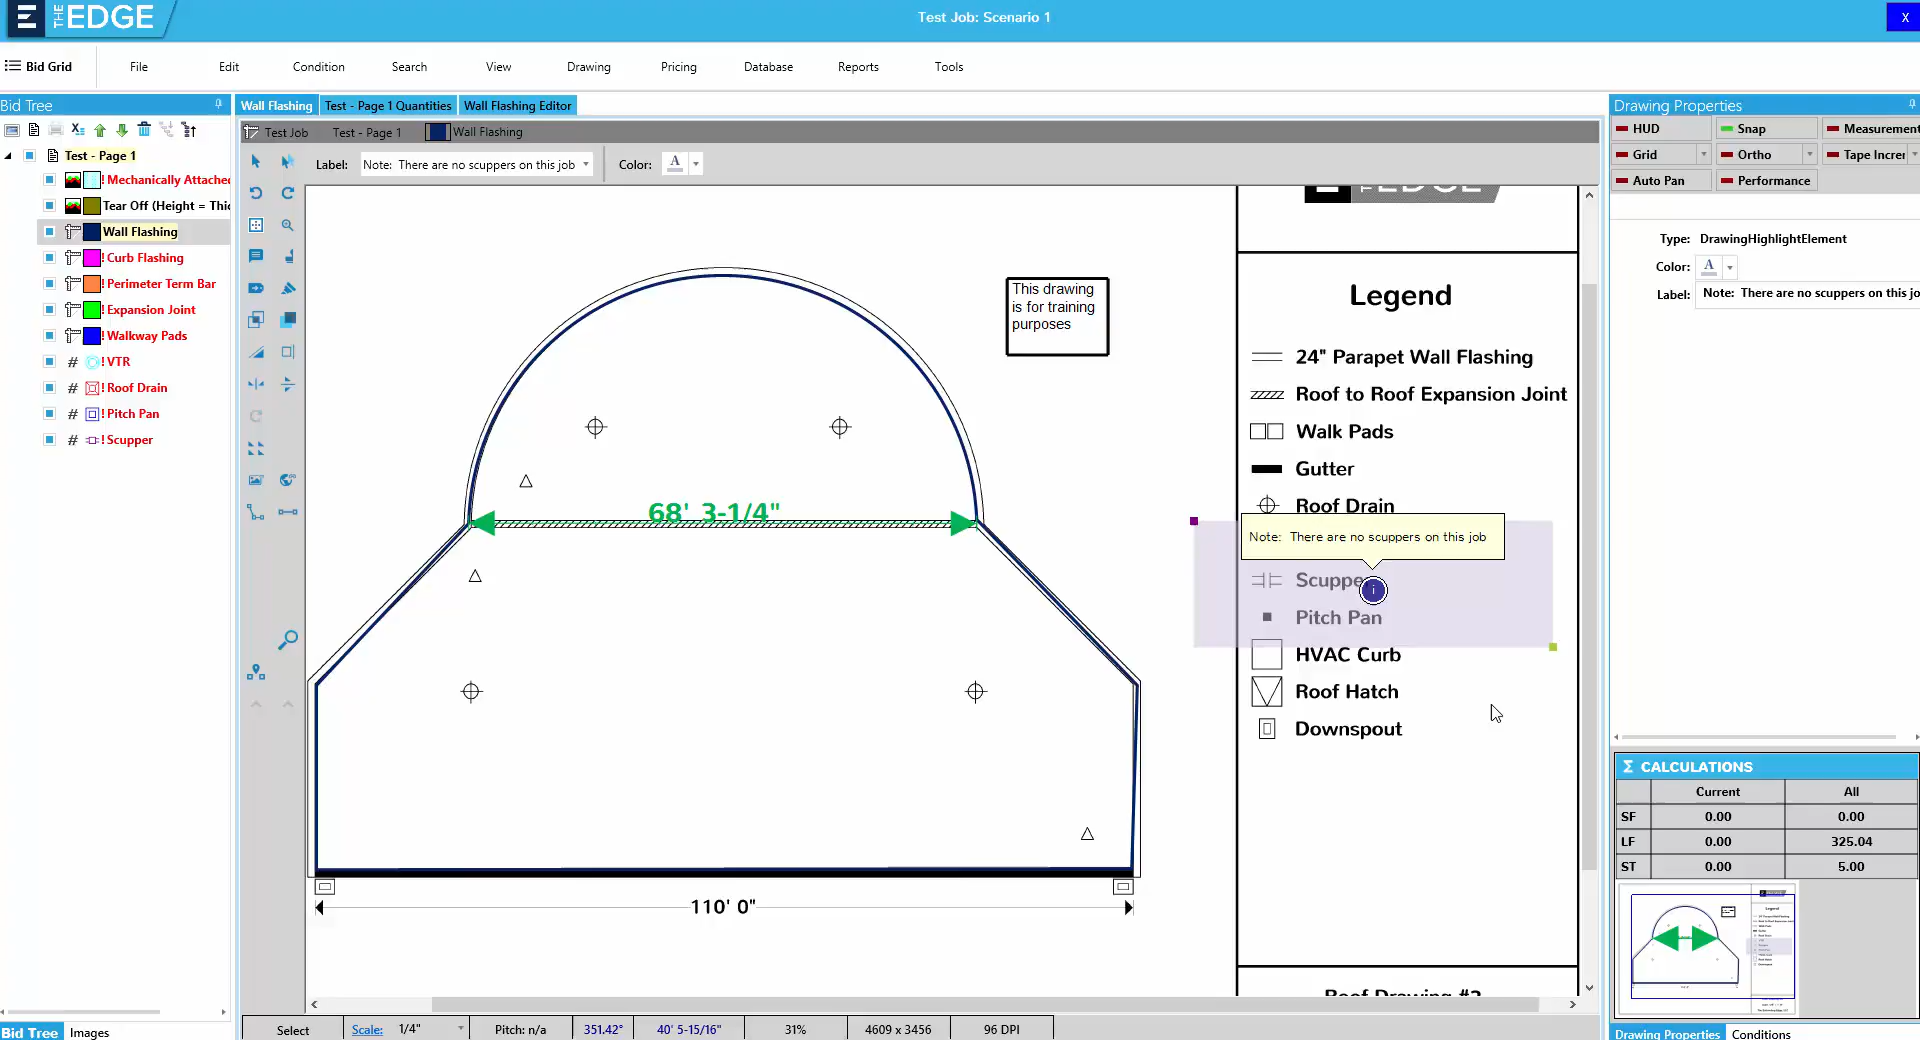 THE EDGE
Test Job: Scenario 1
X
Bid Grid
File
Edit
Condition
Search
View
Drawing
Pricing
Database
Reports
Tools
Bid Tree
Wall Flashing
Test - Page 1 Quantities
Wall Flashing Editor
Drawing Properties
Test Job
Test - Page 1
Wall Flashing
HUD
Snap
Measurement
Grid
Ortho
Tape Increr
Auto Pan
Performance
Label:
Note: There are no scuppers on this job
Color:
A
Test - Page 1
! Mechanically Attached
Tear Off (Height = Thic
Wall Flashing
! Curb Flashing
! Perimeter Term Bar
! Expansion Joint
! Walkway Pads
# ! VTR
# ! Roof Drain
# ! Pitch Pan
# ! Scupper
Type: DrawingHighlightElement
Color: A
Label: Note: There are no scuppers on this jo
This drawing
is for training
purposes
68' 3-1/4"
110' 0"
Legend
24" Parapet Wall Flashing
Roof to Roof Expansion Joint
Walk Pads
Gutter
Roof Drain
Note: There are no scuppers on this job
Scuppe
i
Pitch Pan
HVAC Curb
Roof Hatch
Downspout
Roof Drawing #2
Σ CALCULATIONS
Current All
SF 0.00 0.00
LF 0.00 325.04
ST 0.00 5.00
Legend
Bid Tree
Images
Select
Scale: 1/4"
Pitch: n/a
351.42°
40' 5-15/16"
31%
4609 x 3456
96 DPI
Drawing Properties
Conditions